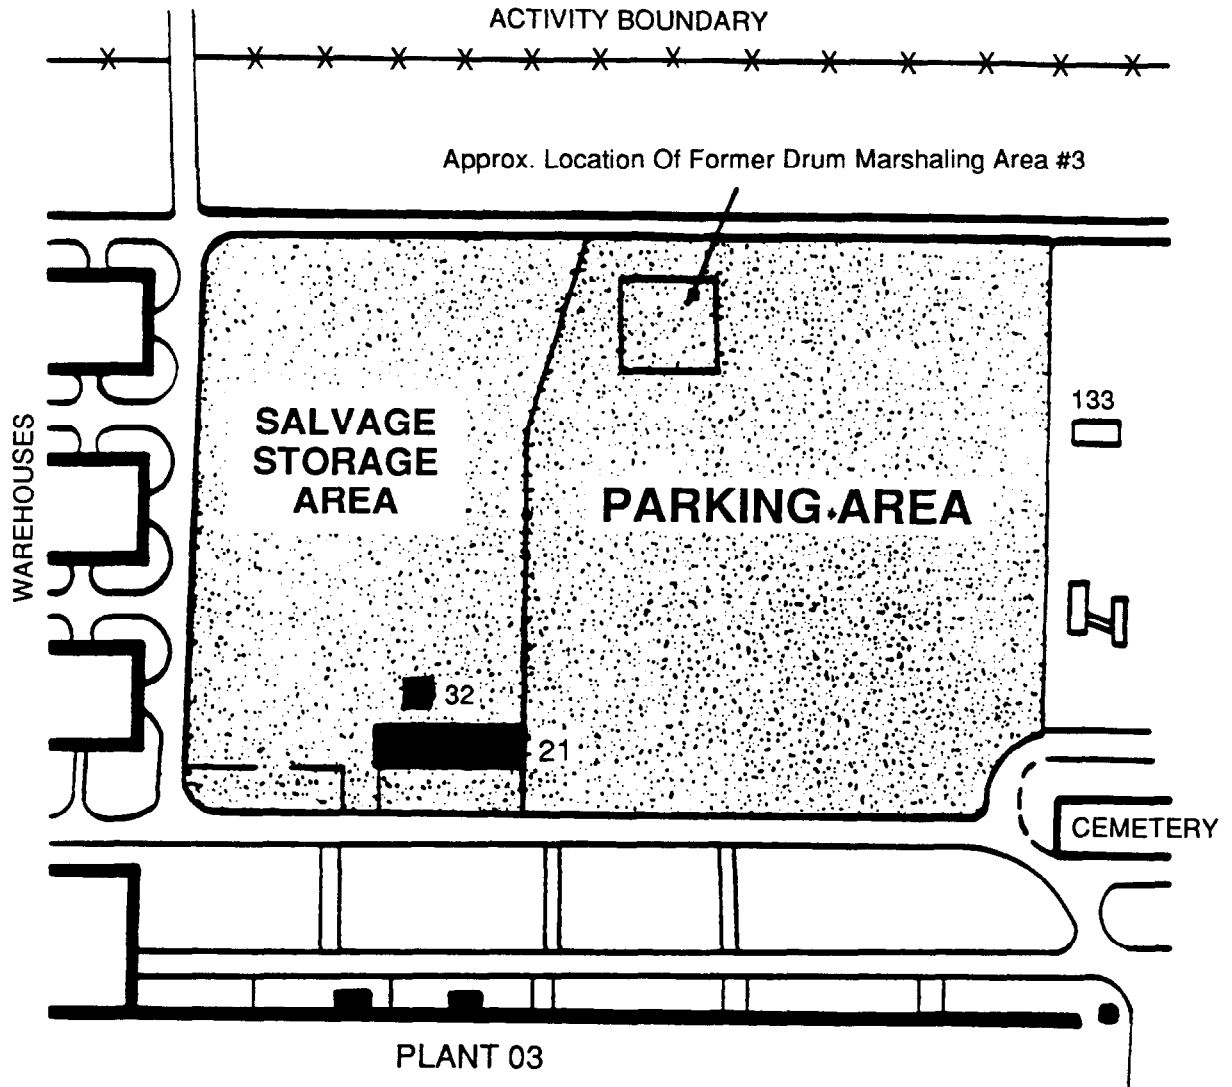 ACTIVITY BOUNDARY
Approx. Location Of Former Drum Marshaling Area #3
133
SALVAGE
STORAGE
AREA
WAREHOUSES
PARKING AREA
32
21
CEMETERY
PLANT 03